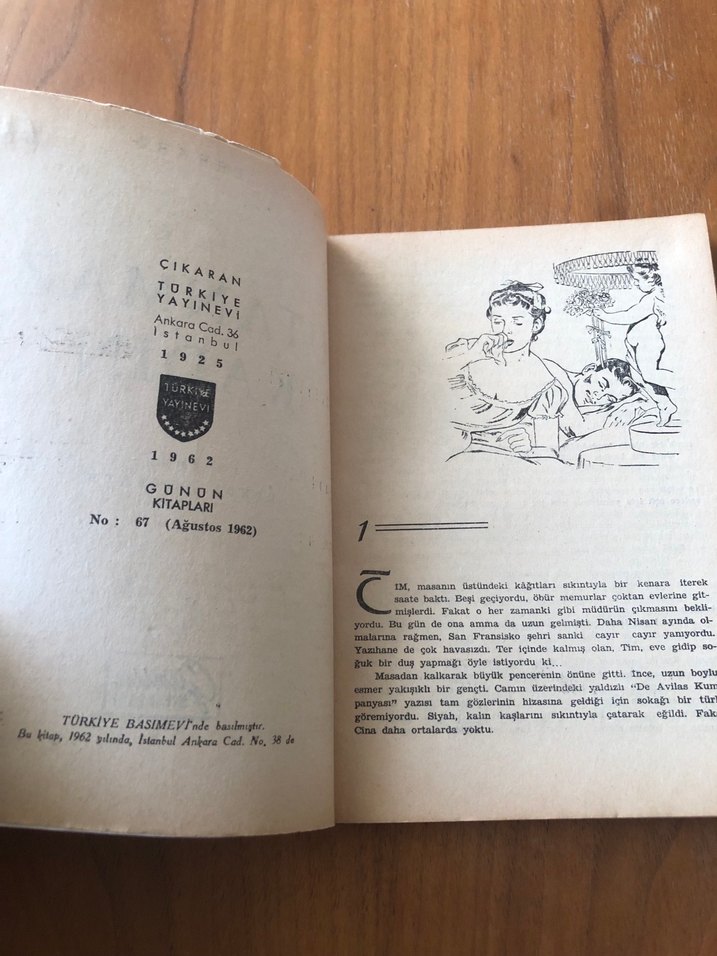 ÇIKARAN
TÜRKİYE
YAYINEVİ
Ankara Cad. 36
İstanbul
1925
TÜRKİYE
YAYINEVİ
1962
GÜNÜN
KİTAPLARI
No : 67 (Ağustos 1962)
TÜRKİYE BASIMEVİ'nde basılmıştır.
Bu kitap, 1962 yılında, İstanbul Ankara Cad. No. 38 de
1
TIM, masanın üstündeki kâğıtları sıkıntıyla bir kenara iterek
saate baktı. Beşi geçiyordu, öbür memurlar çoktan evlerine git-
mişlerdi. Fakat o her zamanki gibi müdürün çıkmasını bekli-
yordu. Bu gün de ona amma da uzun gelmişti. Daha Nisan ayında ol-
malarına rağmen, San Fransisko şehri sanki cayır cayır yanıyordu.
Yazıhane de çok havasızdı. Ter içinde kalmış olan, Tim, eve gidip so-
ğuk bir duş yapmağı öyle istiyordu ki...
Masadan kalkarak büyük pencerenin önüne gitti. İnce, uzun boylu
esmer yakışıklı bir gençti. Camın üzerindeki yaldızlı "De Avilas Kum
panyası" yazısı tam gözlerinin hizasına geldiği için sokağı bir türl
göremiyordu. Siyah, kalın kaşlarını sıkıntıyla çatarak eğildi. Faka
Cina daha ortalarda yoktu.